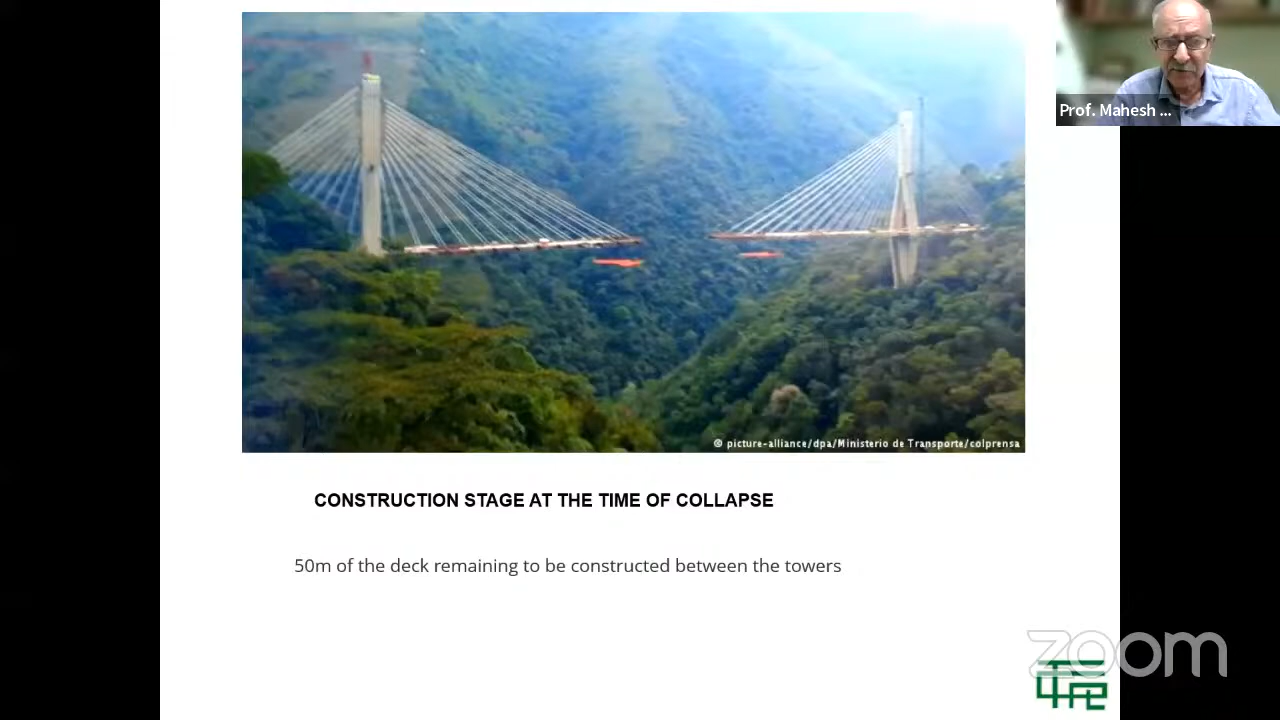 Prof. Mahesh ...
© picture-alliance/dpa/Ministerio de Transporte/colprensa
CONSTRUCTION STAGE AT THE TIME OF COLLAPSE
50m of the deck remaining to be constructed between the towers
zoom